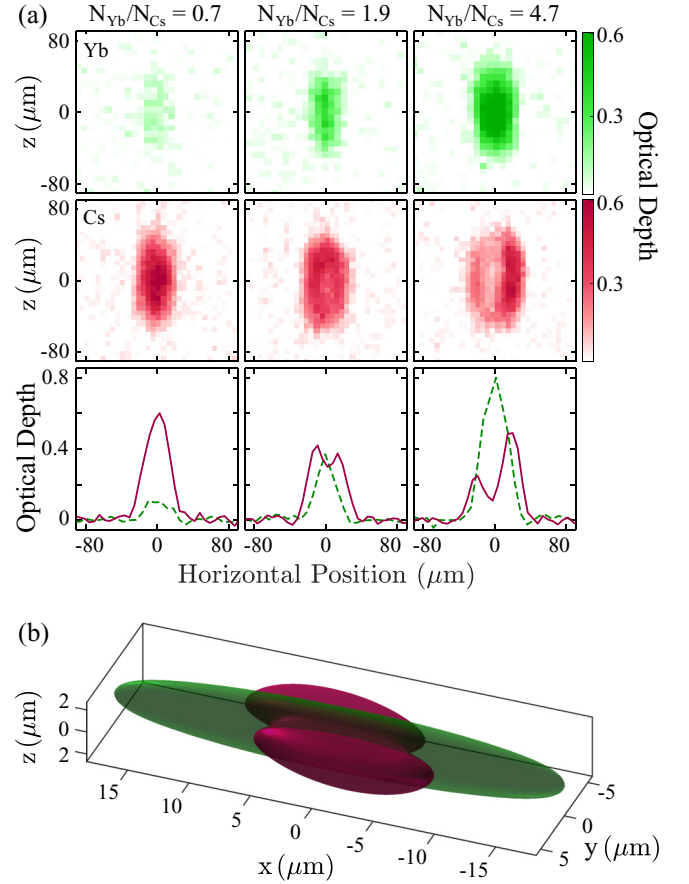 (a)
N_Yb/N_Cs = 0.7 N_Yb/N_Cs = 1.9 N_Yb/N_Cs = 4.7
80 Yb 0.6
z (μm) 0 0.3 Optical Depth
-80
80 Cs 0.6
z (μm) 0 0.3
-80
0.8
Optical Depth 0.4
0
-80 0 80 -80 0 80 -80 0 80
Horizontal Position (μm)
(b)
z (μm) 2 0 2
15 10 5 0 -5 -10 -15
x (μm)
-5 0 5
y (μm)